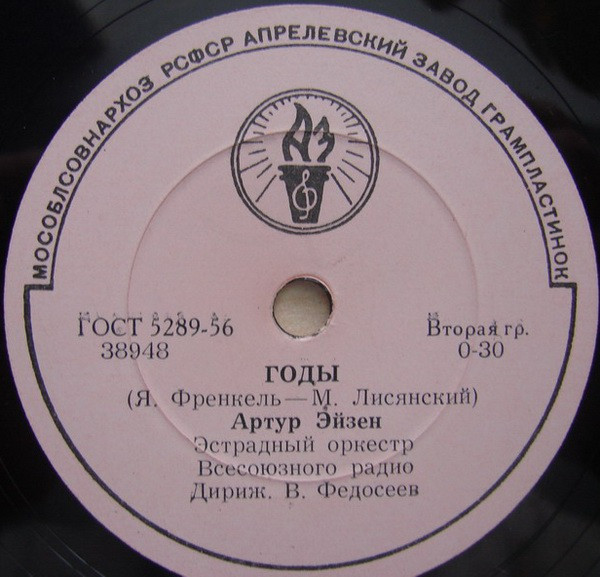 МОСОБЛСОВНАРХОЗ РСФСР АПРЕЛЕВСКИЙ ЗАВОД ГРАМПЛАСТИНОК
АЗ
ГОСТ 5289-56
38948
Вторая гр.
0-30
ГОДЫ
(Я. Френкель — М. Лисянский)
Артур Эйзен
Эстрадный оркестр
Всесоюзного радио
Дириж. В. Федосеев